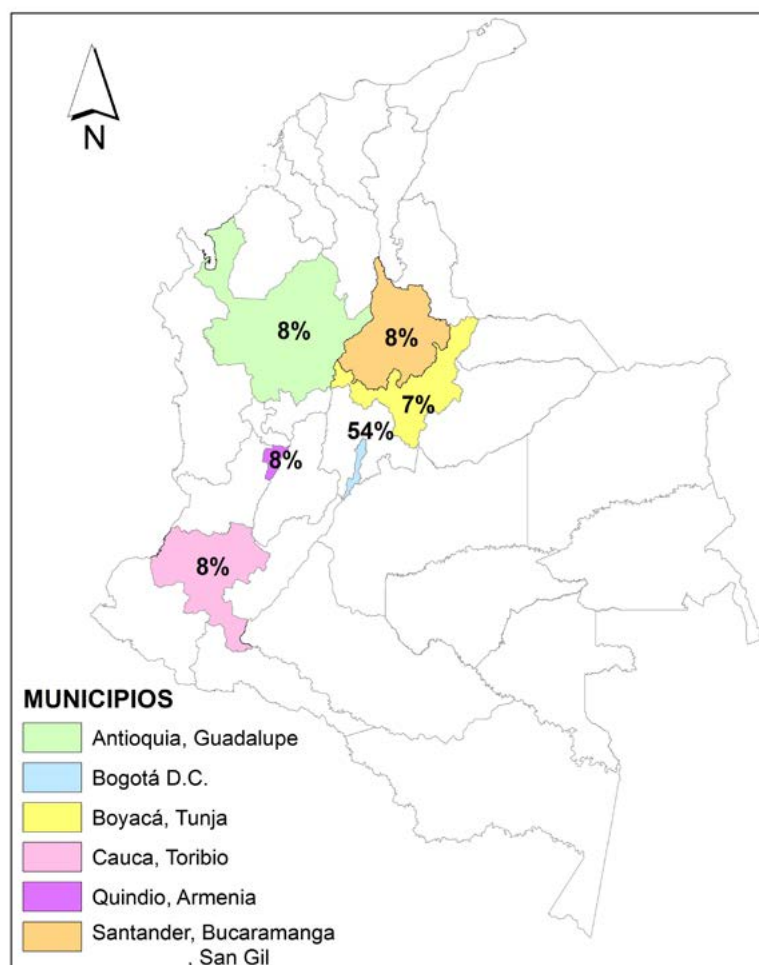 N
8%
8%
7%
54%
8%
8%
MUNICIPIOS
Antioquia, Guadalupe
Bogotá D.C.
Boyacá, Tunja
Cauca, Toribio
Quindio, Armenia
Santander, Bucaramanga
, San Gil